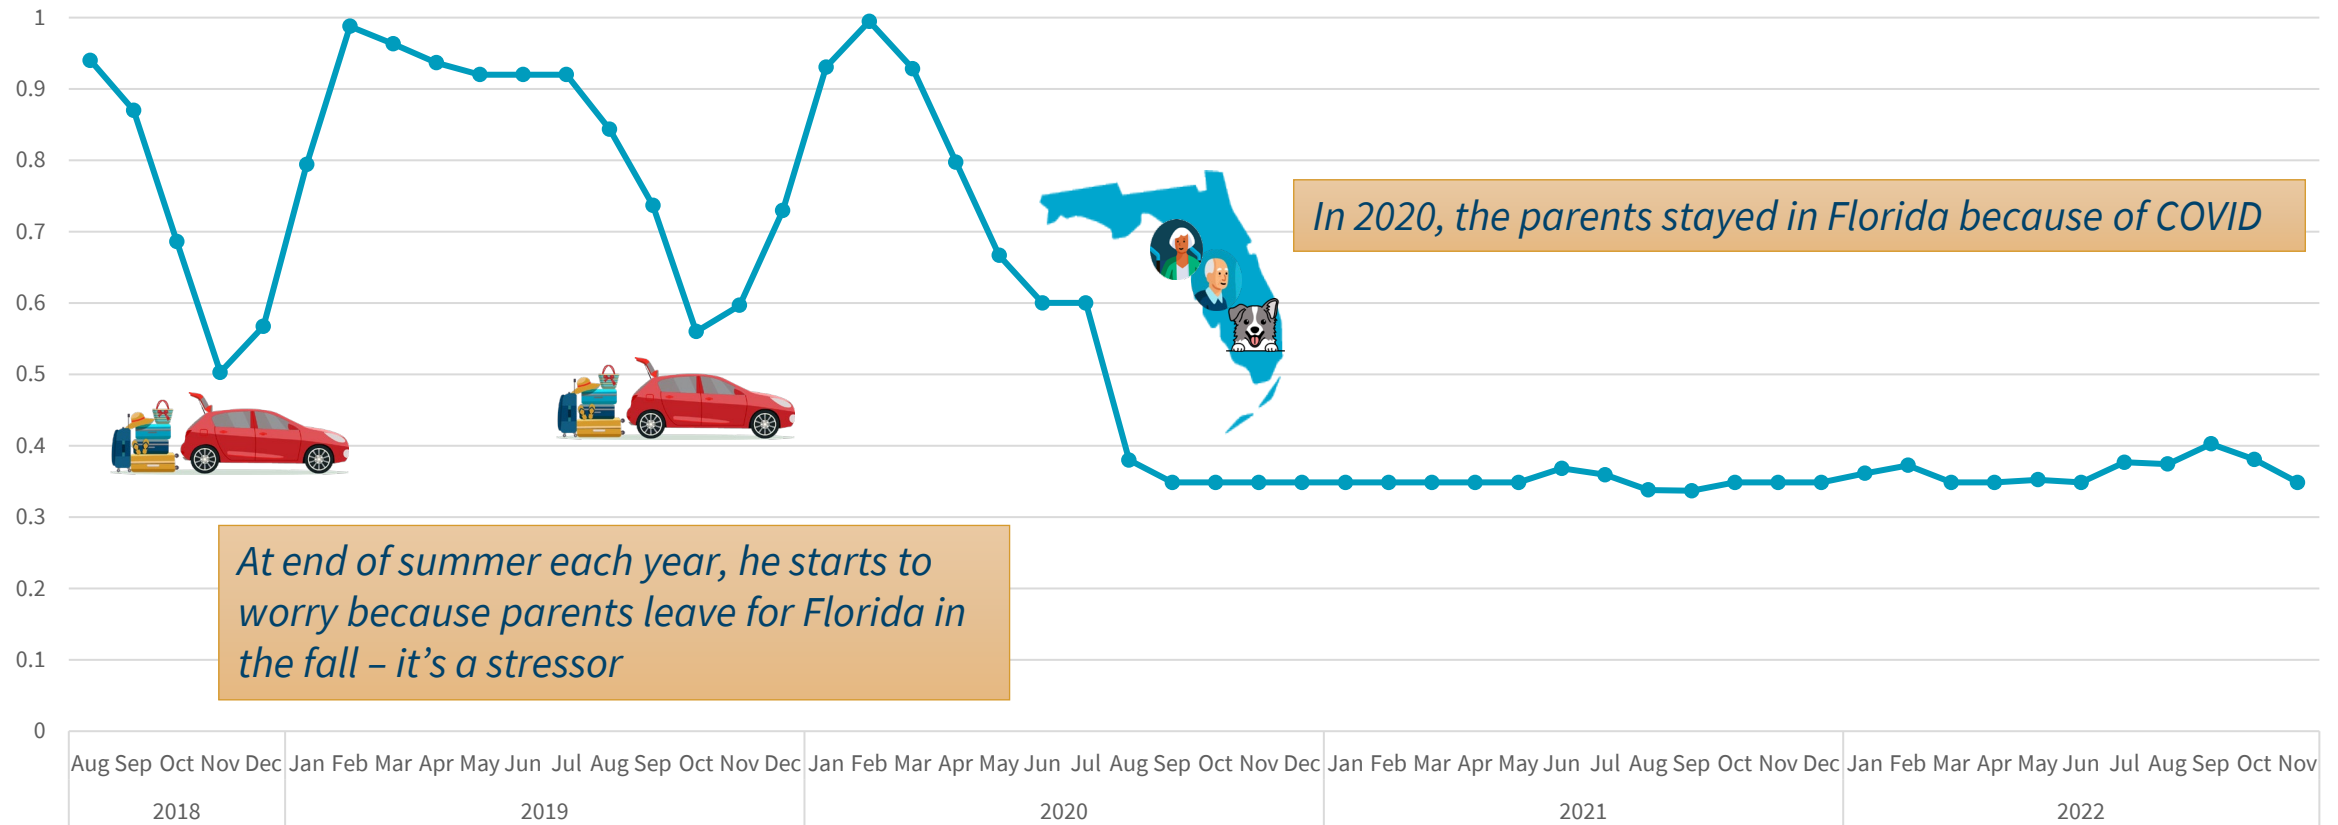 1
0.9
0.8
0.7
0.6
0.5
0.4
0.3
0.2
0.1
0
In 2020, the parents stayed in Florida because of COVID
At end of summer each year, he starts to
worry because parents leave for Florida in
the fall – it's a stressor
Aug Sep Oct Nov Dec Jan Feb Mar Apr May Jun Jul Aug Sep Oct Nov Dec Jan Feb Mar Apr May Jun Jul Aug Sep Oct Nov Dec Jan Feb Mar Apr May Jun Jul Aug Sep Oct Nov Dec Jan Feb Mar Apr May Jun Jul Aug Sep Oct Nov
2018 2019 2020 2021 2022